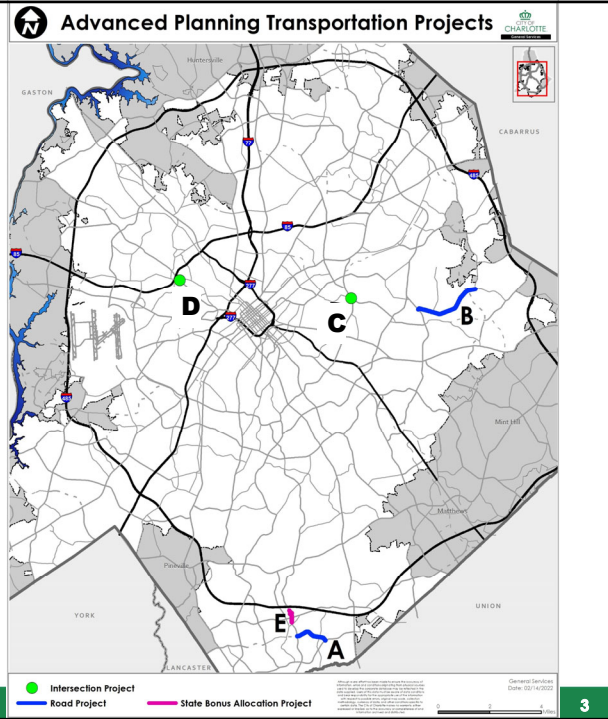 N
Advanced Planning Transportation Projects
CITY OF
CHARLOTTE
General Services
Huntersville
GASTON
CABARRUS
77
485
85
85
277
D
277
C
B
485
Mint Hill
Matthews
Pineville
UNION
YORK
E
A
LANCASTER
Intersection Project
Road Project
State Bonus Allocation Project
General Services
Date: 02/14/2022
0 2 4
Miles
3